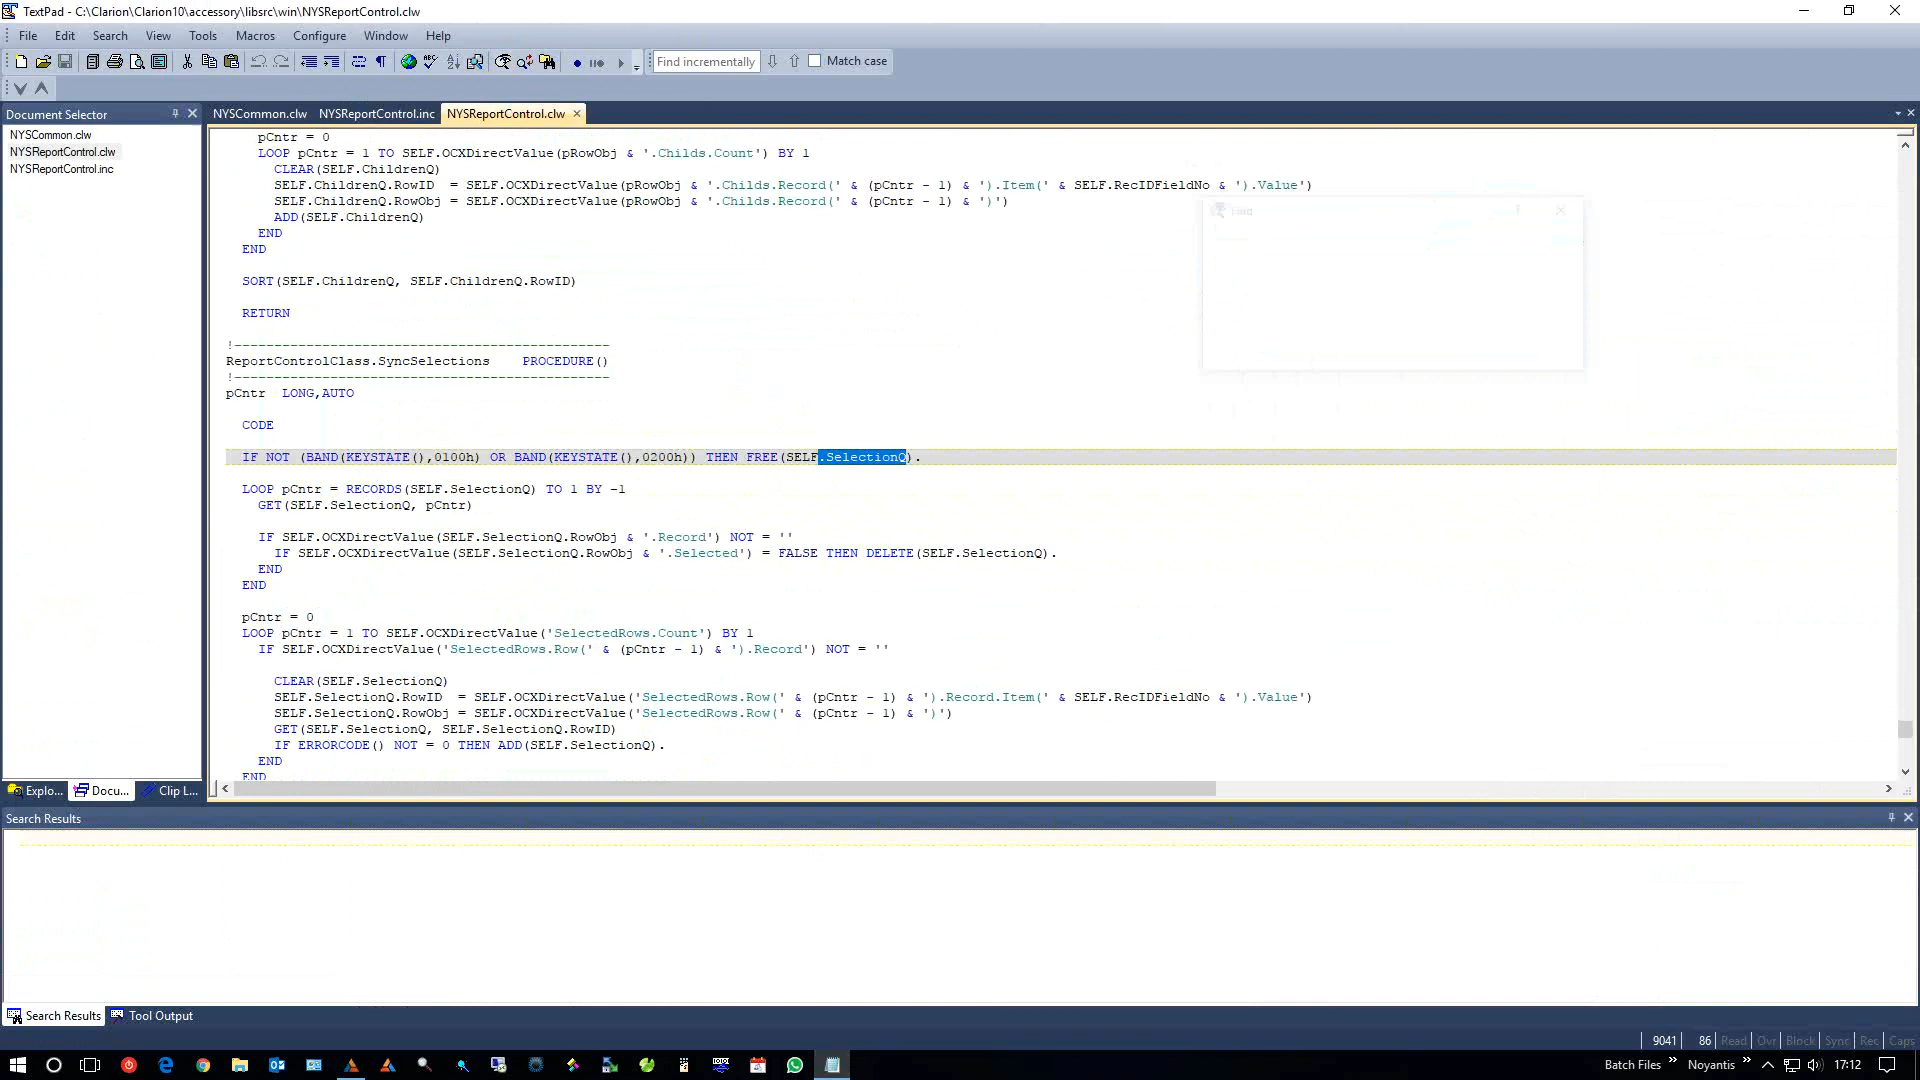 TextPad - C:\Clarion\Clarion10\accessory\libsrc\win\NYSReportControl.clw
File Edit Search View Tools Macros Configure Window Help
Find incrementally Match case
Document Selector
NYSCommon.clw
NYSReportControl.clw
NYSReportControl.inc
NYSCommon.clw NYSReportControl.inc NYSReportControl.clw
pCntr = 0
LOOP pCntr = 1 TO SELF.OCXDirectValue(pRowObj & '.Childs.Count') BY 1
CLEAR(SELF.ChildrenQ)
SELF.ChildrenQ.RowID = SELF.OCXDirectValue(pRowObj & '.Childs.Record(' & (pCntr - 1) & ').Item(' & SELF.RecIDFieldNo & ').Value')
SELF.ChildrenQ.RowObj = SELF.OCXDirectValue(pRowObj & '.Childs.Record(' & (pCntr - 1) & ')')
ADD(SELF.ChildrenQ)
END
END
SORT(SELF.ChildrenQ, SELF.ChildrenQ.RowID)
RETURN
!-----------------------------------------------
ReportControlClass.SyncSelections PROCEDURE()
!-----------------------------------------------
pCntr LONG,AUTO
CODE
IF NOT (BAND(KEYSTATE(),0100h) OR BAND(KEYSTATE(),0200h)) THEN FREE(SELF.SelectionQ).
LOOP pCntr = RECORDS(SELF.SelectionQ) TO 1 BY -1
GET(SELF.SelectionQ, pCntr)
IF SELF.OCXDirectValue(SELF.SelectionQ.RowObj & '.Record') NOT = ''
IF SELF.OCXDirectValue(SELF.SelectionQ.RowObj & '.Selected') = FALSE THEN DELETE(SELF.SelectionQ).
END
END
pCntr = 0
LOOP pCntr = 1 TO SELF.OCXDirectValue('SelectedRows.Count') BY 1
IF SELF.OCXDirectValue('SelectedRows.Row(' & (pCntr - 1) & ').Record') NOT = ''
CLEAR(SELF.SelectionQ)
SELF.SelectionQ.RowID = SELF.OCXDirectValue('SelectedRows.Row(' & (pCntr - 1) & ').Record.Item(' & SELF.RecIDFieldNo & ').Value')
SELF.SelectionQ.RowObj = SELF.OCXDirectValue('SelectedRows.Row(' & (pCntr - 1) & ')')
GET(SELF.SelectionQ, SELF.SelectionQ.RowID)
IF ERRORCODE() NOT = 0 THEN ADD(SELF.SelectionQ).
END
END
Find
Explo... Docu... Clip L...
Search Results
Search Results Tool Output
9041 86 Read Ovr Block Sync Rec Caps
Batch Files Noyantis 17:12